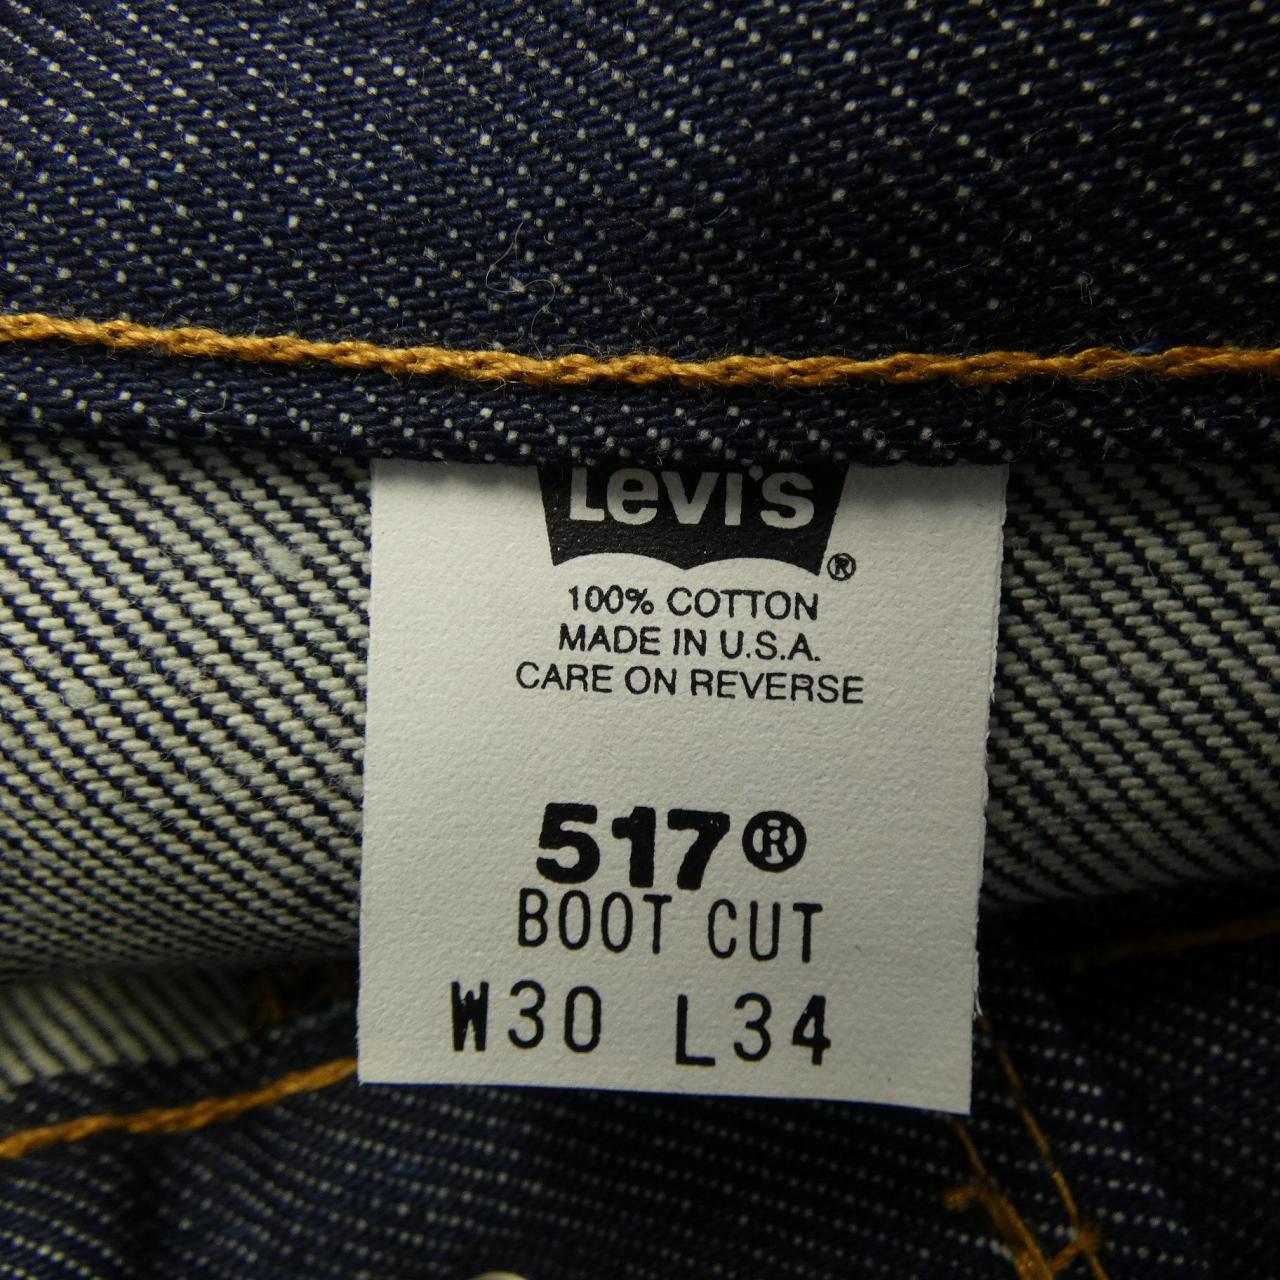 Levi's
®
100% COTTON
MADE IN U.S.A.
CARE ON REVERSE
517®
BOOT CUT
W30 L34